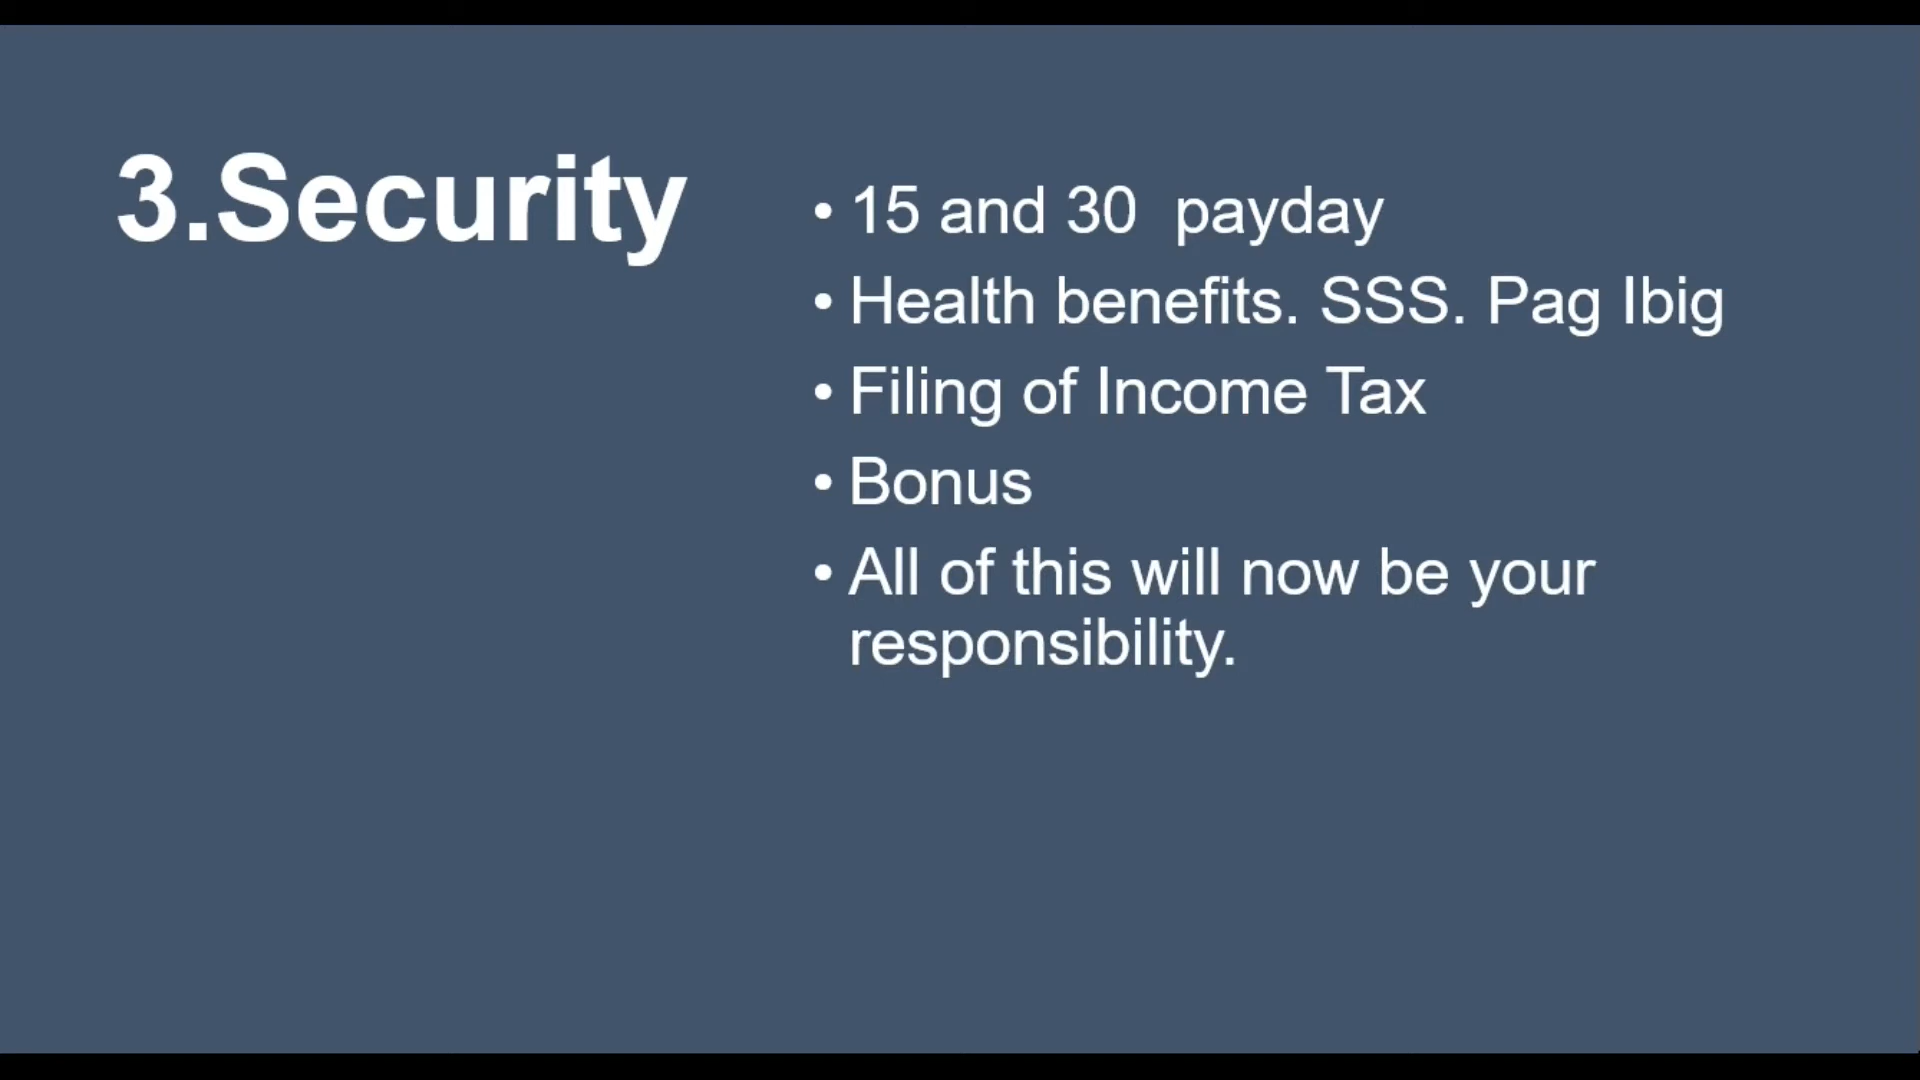 3.Security
• 15 and 30  payday
• Health benefits. SSS. Pag Ibig
• Filing of Income Tax
• Bonus
• All of this will now be your
responsibility.